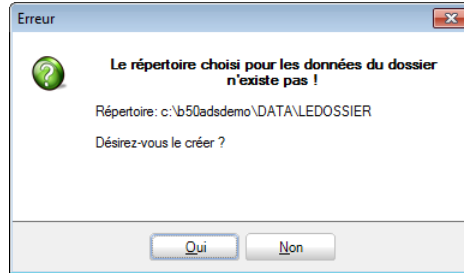 Erreur
Le répertoire choisi pour les données du dossier
n'existe pas !
Répertoire: c:\b50adsdemo\DATA\LEDOSSIER
Désirez-vous le créer ?
Oui
Non